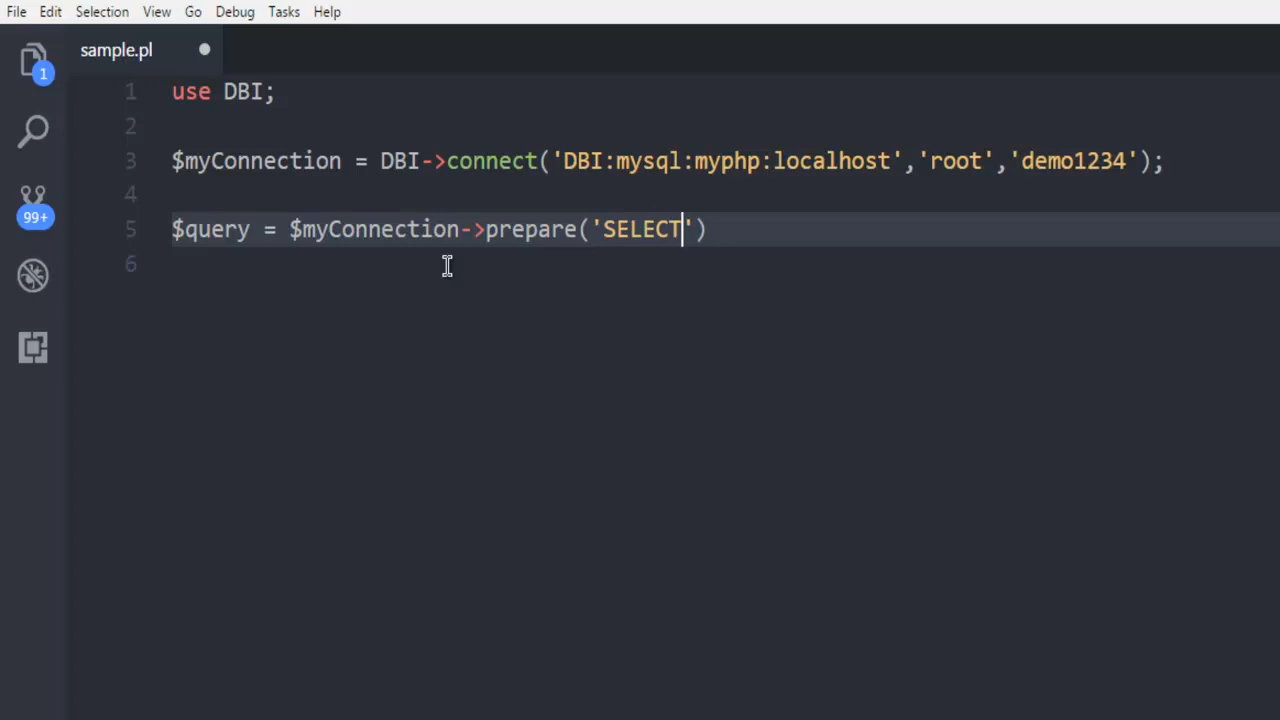 File Edit Selection View Go Debug Tasks Help
sample.pl
1
99+
1 use DBI;
2
3 $myConnection = DBI->connect('DBI:mysql:myphp:localhost','root','demo1234');
4
5 $query = $myConnection->prepare('SELECT')
6